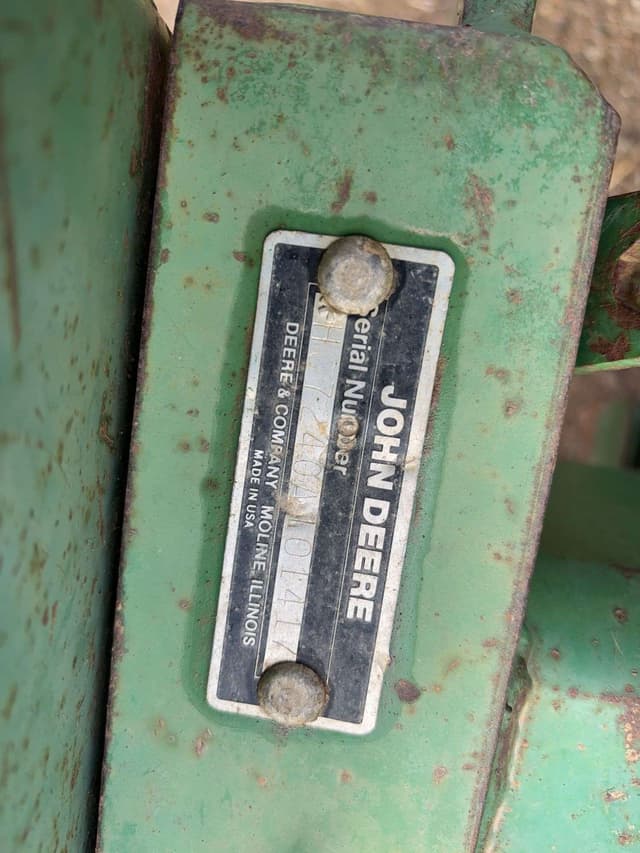 JOHN DEERE
Serial Number
DEERE & COMPANY MOLINE, ILLINOIS
MADE IN USA